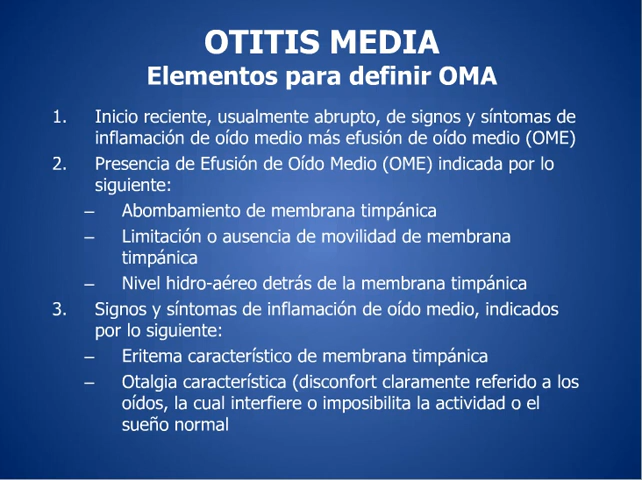 OTITIS MEDIA
Elementos para definir OMA
1. Inicio reciente, usualmente abrupto, de signos y síntomas de
inflamación de oído medio más efusión de oído medio (OME)
2. Presencia de Efusión de Oído Medio (OME) indicada por lo
siguiente:
– Abombamiento de membrana timpánica
– Limitación o ausencia de movilidad de membrana
timpánica
– Nivel hidro-aéreo detrás de la membrana timpánica
3. Signos y síntomas de inflamación de oído medio, indicados
por lo siguiente:
– Eritema característico de membrana timpánica
– Otalgia característica (disconfort claramente referido a los
oídos, la cual interfiere o imposibilita la actividad o el
sueño normal